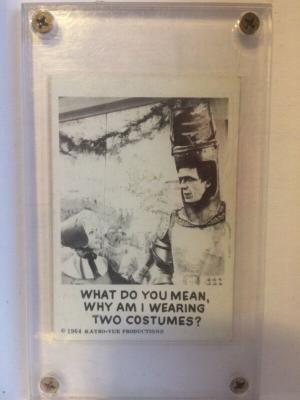 WHAT DO YOU MEAN,
WHY AM I WEARING
TWO COSTUMES?
© 1964 KAYRO-VUE PRODUCTIONS